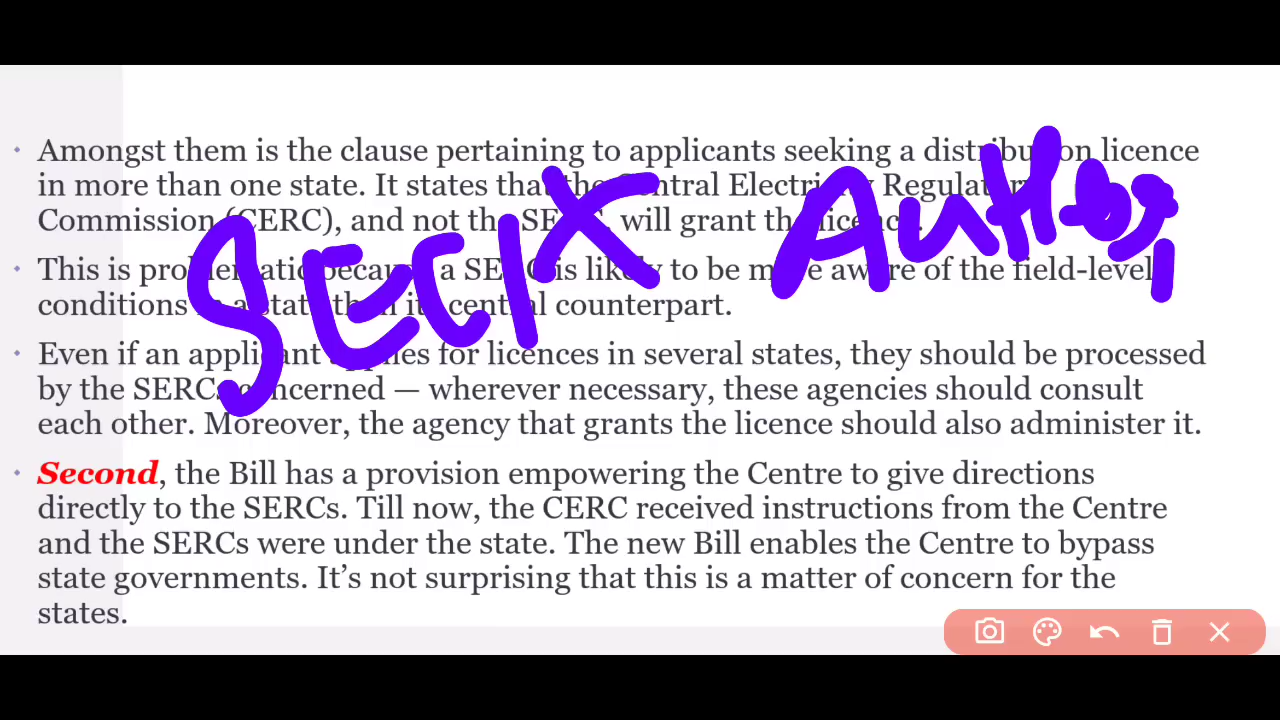 Amongst them is the clause pertaining to applicants seeking a distribution licence
in more than one state. It states that the Central Electricity Regulatory
Commission (CERC), and not the SERC, will grant the licence.
This is problematic because a SERC is likely to be more aware of the field-level
conditions in a state than its central counterpart.
Even if an applicant applies for licences in several states, they should be processed
by the SERCs concerned — wherever necessary, these agencies should consult
each other. Moreover, the agency that grants the licence should also administer it.
Second, the Bill has a provision empowering the Centre to give directions
directly to the SERCs. Till now, the CERC received instructions from the Centre
and the SERCs were under the state. The new Bill enables the Centre to bypass
state governments. It’s not surprising that this is a matter of concern for the
states.